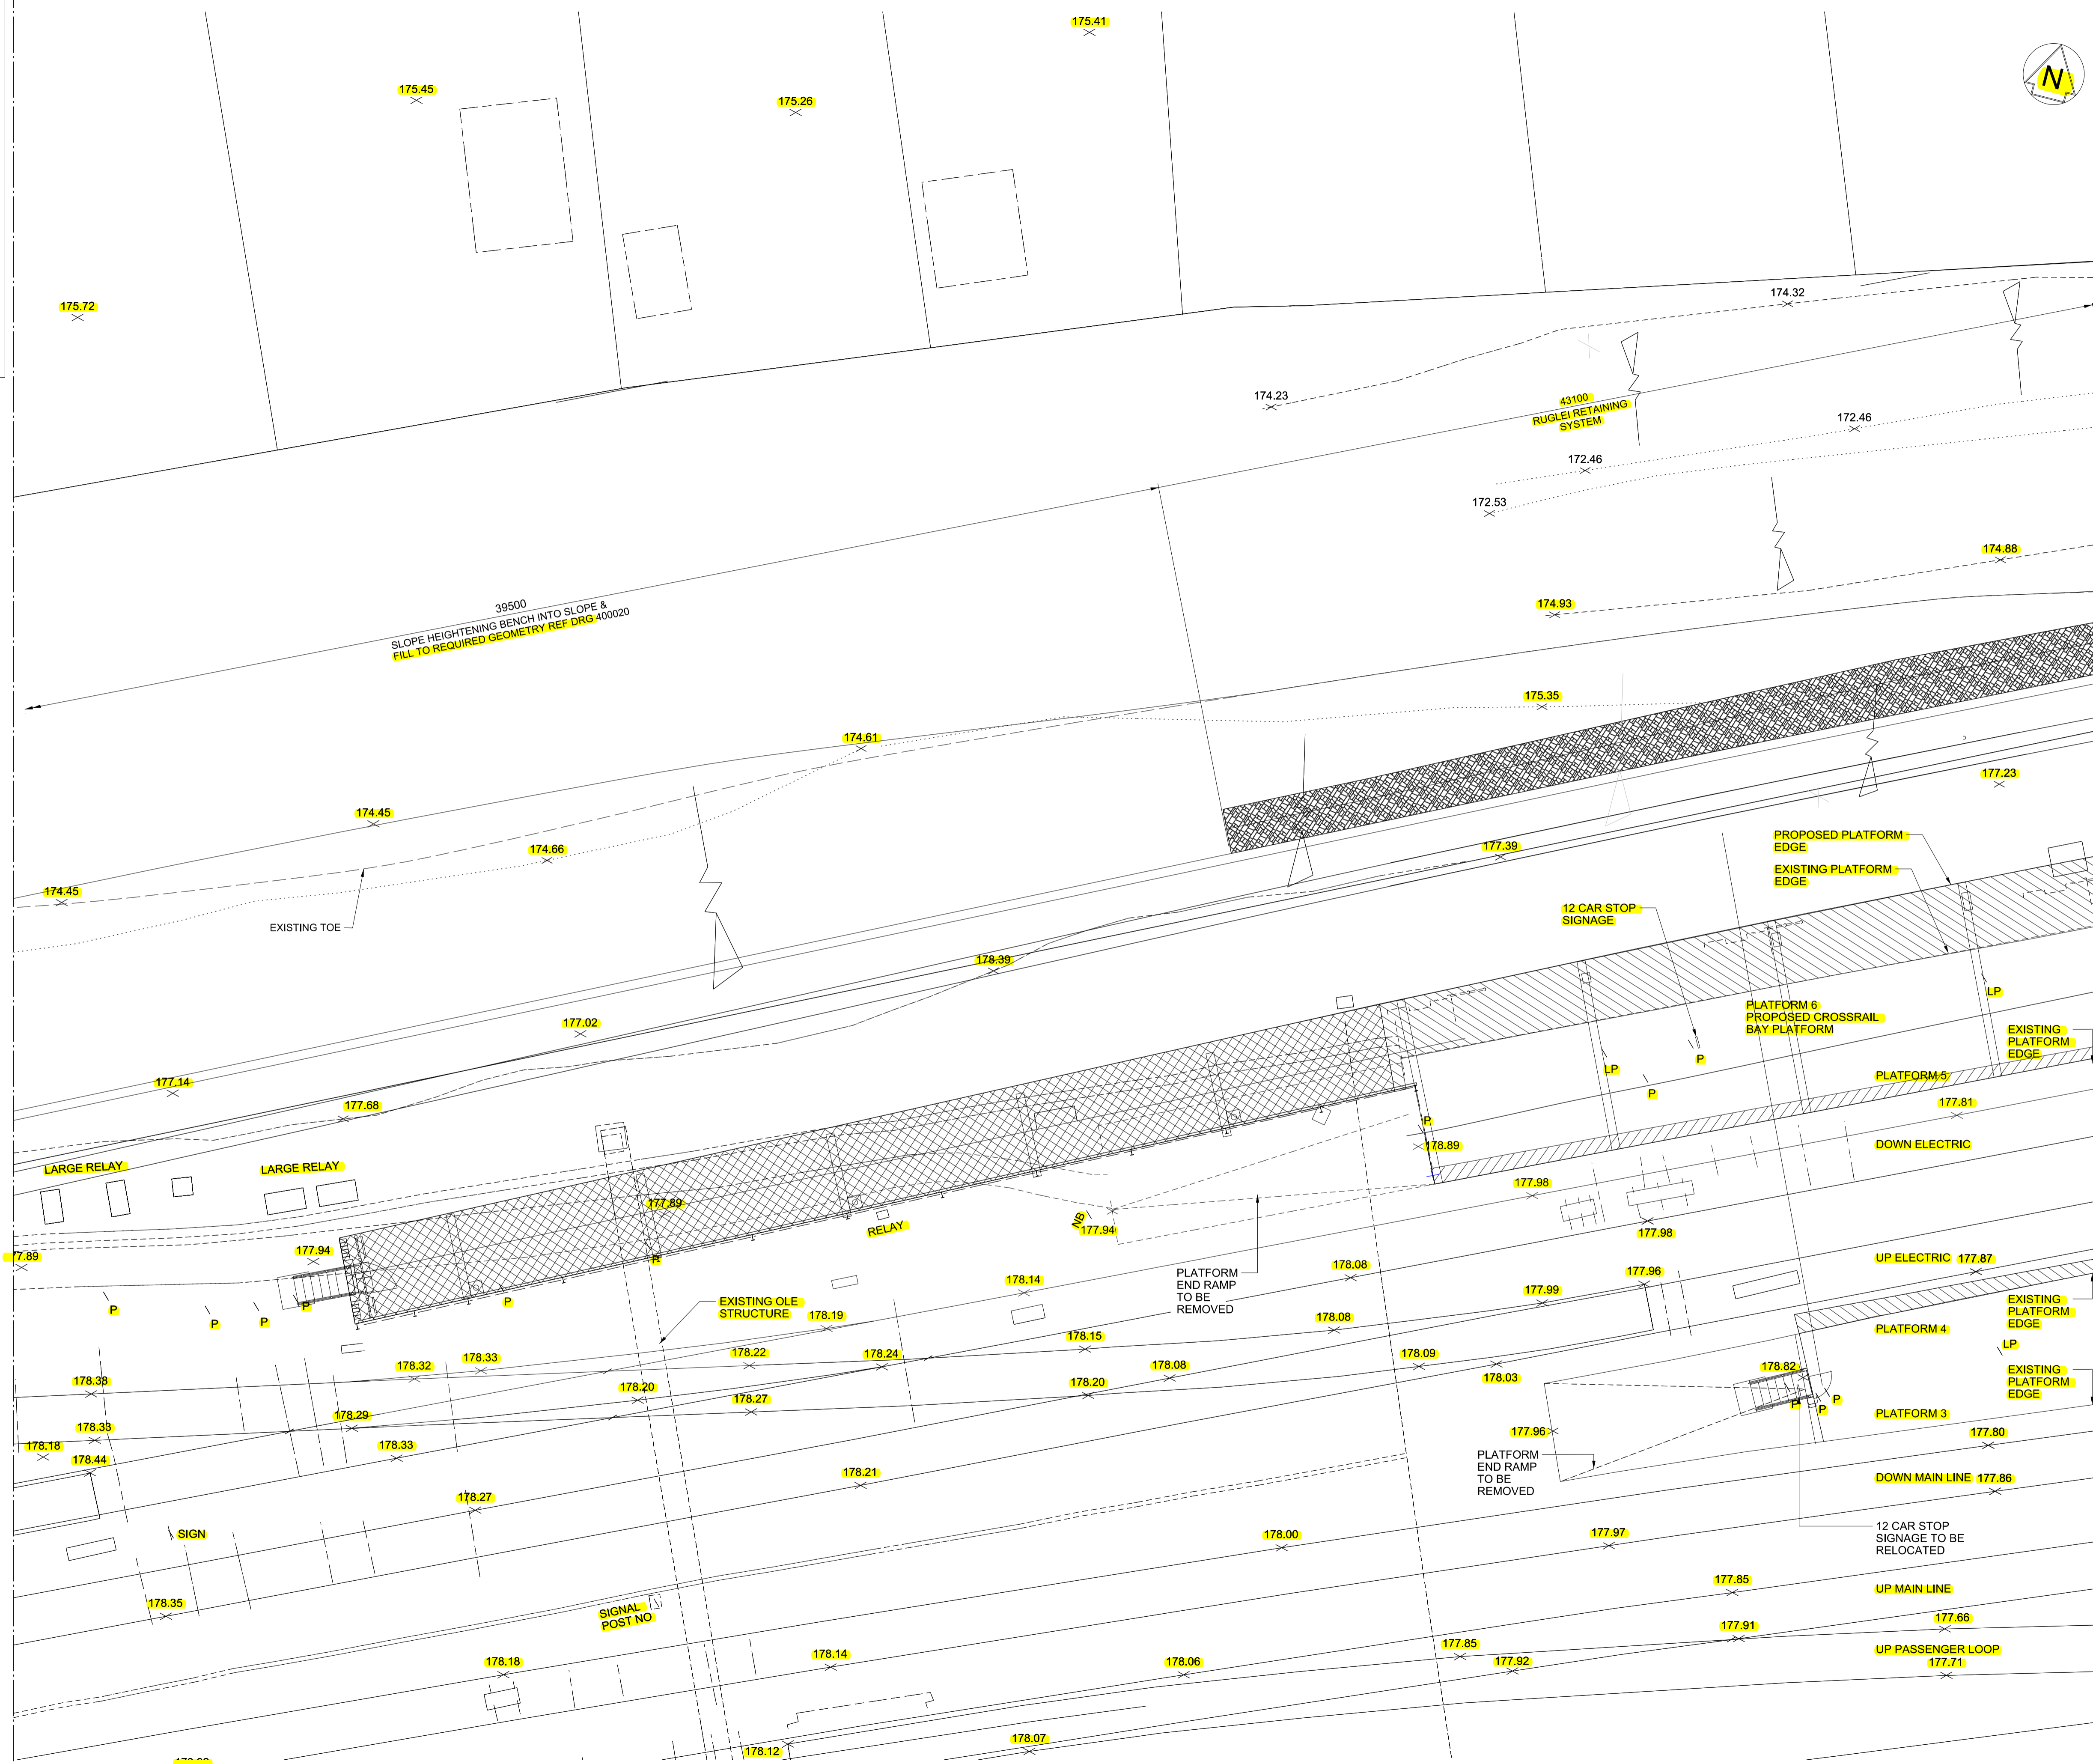 175.41
N
175.45
175.26
175.72
174.32
174.23
43100
RUGLEI RETAINING
SYSTEM
172.46
172.46
172.53
174.88
174.93
39500
SLOPE HEIGHTENING BENCH INTO SLOPE &
FILL TO REQUIRED GEOMETRY REF DRG 400020
175.35
174.61
177.23
174.45
174.66
177.39
PROPOSED PLATFORM
EDGE
EXISTING PLATFORM
EDGE
174.45
EXISTING TOE
12 CAR STOP
SIGNAGE
178.39
LP
177.02
PLATFORM 6
PROPOSED CROSSRAIL
BAY PLATFORM
EXISTING
PLATFORM
EDGE
P
LP
P
177.14
PLATFORM 5
177.68
177.81
P
178.89
DOWN ELECTRIC
LARGE RELAY
LARGE RELAY
177.98
177.89
NB
177.94
RELAY
177.98
77.89
177.94
P
UP ELECTRIC 177.87
178.08
PLATFORM
END RAMP
TO BE
REMOVED
177.96
178.14
177.99
P
P
P
P
P
EXISTING OLE
STRUCTURE
178.19
178.08
EXISTING
PLATFORM
EDGE
PLATFORM 4
LP
178.15
178.33
178.32
178.22
178.24
178.08
178.09
178.03
178.82
EXISTING
PLATFORM
EDGE
178.38
178.20
178.20
178.27
P
P
P
178.29
PLATFORM 3
178.33
177.96
177.80
178.18
178.33
178.44
PLATFORM
END RAMP
TO BE
REMOVED
178.21
DOWN MAIN LINE 177.86
178.27
SIGN
178.00
177.97
12 CAR STOP
SIGNAGE TO BE
RELOCATED
178.35
SIGNAL
POST NO
177.85
UP MAIN LINE
177.91
177.66
178.14
177.85
UP PASSENGER LOOP
178.18
178.06
177.92
177.71
178.07
178.12